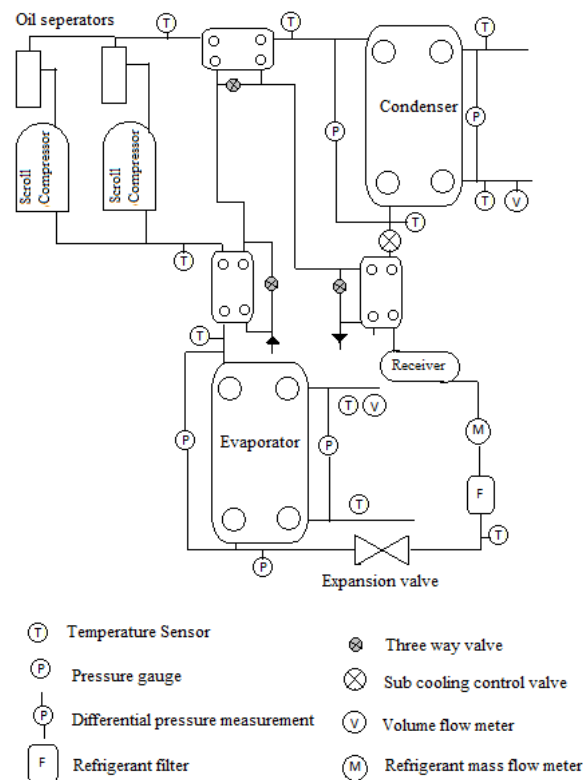 Oil seperators
T
T
T
Condenser
P
P
Scroll
Compressor
Scroll
Compressor
T
T
V
T
T
T
Receiver
P
Evaporator
T
V
P
M
T
F
T
P
Expansion valve
T
Temperature Sensor
P
Pressure gauge
P
Differential pressure measurement
F
Refrigerant filter
Three way valve
Sub cooling control valve
V
Volume flow meter
M
Refrigerant mass flow meter